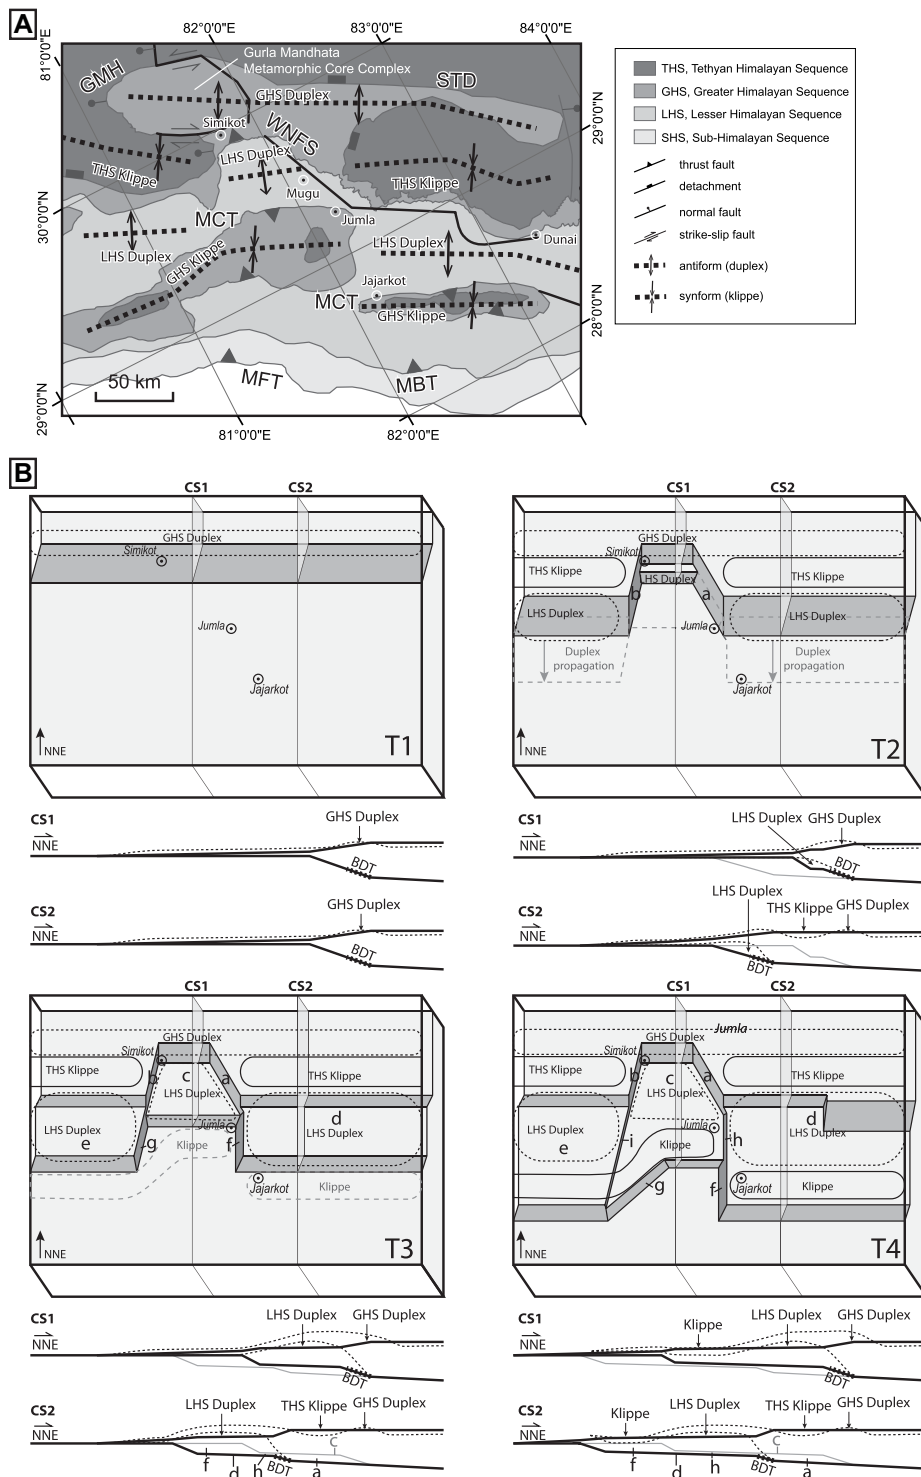 A
82°0'0"E
83°0'0"E
84°0'0"E
81°0'0"E
Gurla Mandhata
Metamorphic Core Complex
GMH
STD
GHS Duplex
Simikot
WNFS
LHS Duplex
THS Klippe
THS Klippe
Mugu
MCT
Jumla
LHS Duplex
GHS Klippe
LHS Duplex
Dunai
Jajarkot
MCT
GHS Klippe
MFT
MBT
50 km
30°0'0"N
29°0'0"N
29°0'0"N
28°0'0"N
81°0'0"E
82°0'0"E
THS, Tethyan Himalayan Sequence
GHS, Greater Himalayan Sequence
LHS, Lesser Himalayan Sequence
SHS, Sub-Himalayan Sequence
thrust fault
detachment
normal fault
strike-slip fault
antiform (duplex)
synform (klippe)
B
CS1
CS2
GHS Duplex
Simikot
Jumla
Jajarkot
NNE
T1
CS1
NNE
GHS Duplex
BDT
CS2
NNE
GHS Duplex
BDT
CS1
CS2
GHS Duplex
Simikot
THS Klippe
LHS Duplex
b
a
LHS Duplex
LHS Duplex
Jumla
Duplex
propagation
Duplex
propagation
Jajarkot
NNE
T2
CS1
NNE
LHS Duplex
GHS Duplex
BDT
CS2
NNE
LHS Duplex
THS Klippe
GHS Duplex
BDT
CS1
CS2
GHS Duplex
Simikot
THS Klippe
b
c
a
THS Klippe
LHS Duplex
d
LHS Duplex
e
g
Jumla
f
LHS Duplex
Klippe
Jajarkot
Klippe
NNE
T3
CS1
NNE
LHS Duplex
GHS Duplex
BDT
CS2
NNE
LHS Duplex
THS Klippe
GHS Duplex
c
f
d
h
BDT
a
CS1
CS2
Jumla
GHS Duplex
Simikot
THS Klippe
b
c
a
THS Klippe
LHS Duplex
d
LHS Duplex
e
i
Jumla
h
LHS Duplex
Klippe
g
f
Jajarkot
Klippe
NNE
T4
CS1
NNE
Klippe
LHS Duplex
GHS Duplex
BDT
CS2
NNE
Klippe
LHS Duplex
THS Klippe
GHS Duplex
c
f
d
h
BDT
a